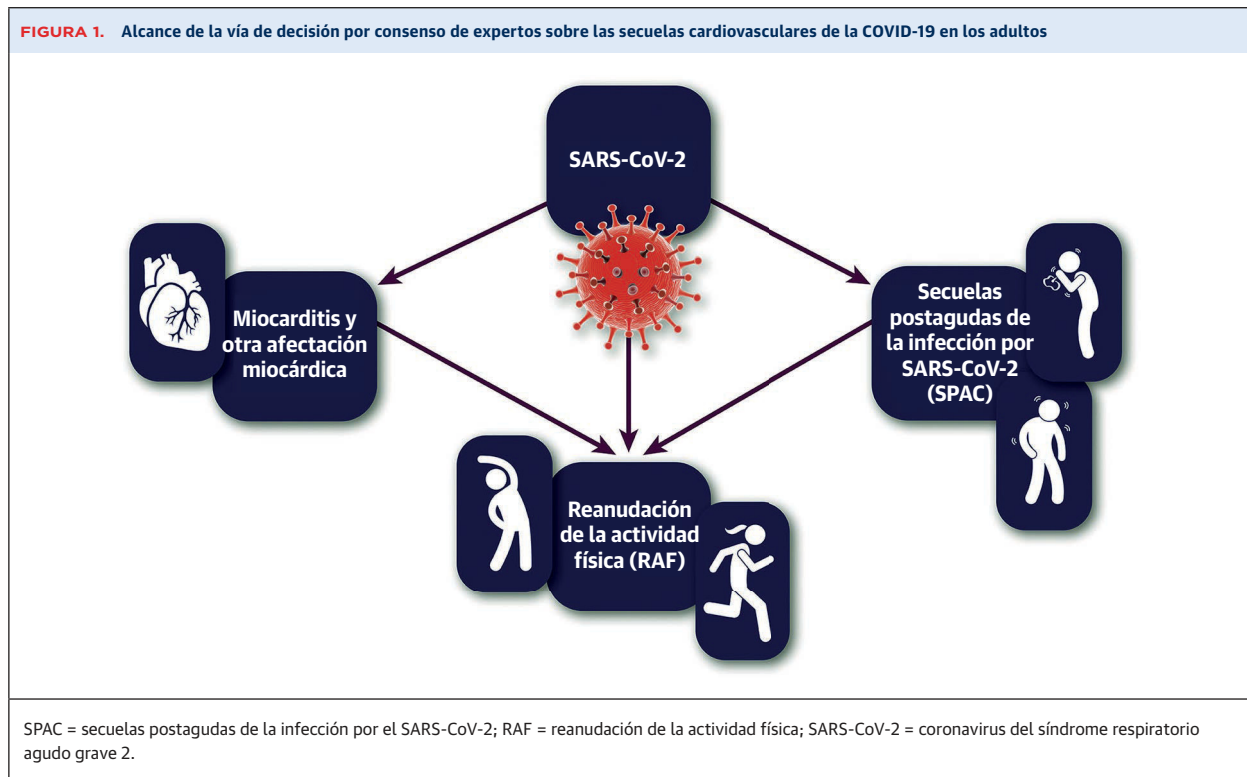 FIGURA 1. Alcance de la vía de decisión por consenso de expertos sobre las secuelas cardiovasculares de la COVID-19 en los adultos
SARS-CoV-2
Miocarditis y
otra afectación
miocárdica
Secuelas
postagudas de
la infección por
SARS-CoV-2
(SPAC)
Reanudación
de la actividad
física (RAF)
SPAC = secuelas postagudas de la infección por el SARS-CoV-2; RAF = reanudación de la actividad física; SARS-CoV-2 = coronavirus del síndrome respiratorio
agudo grave 2.